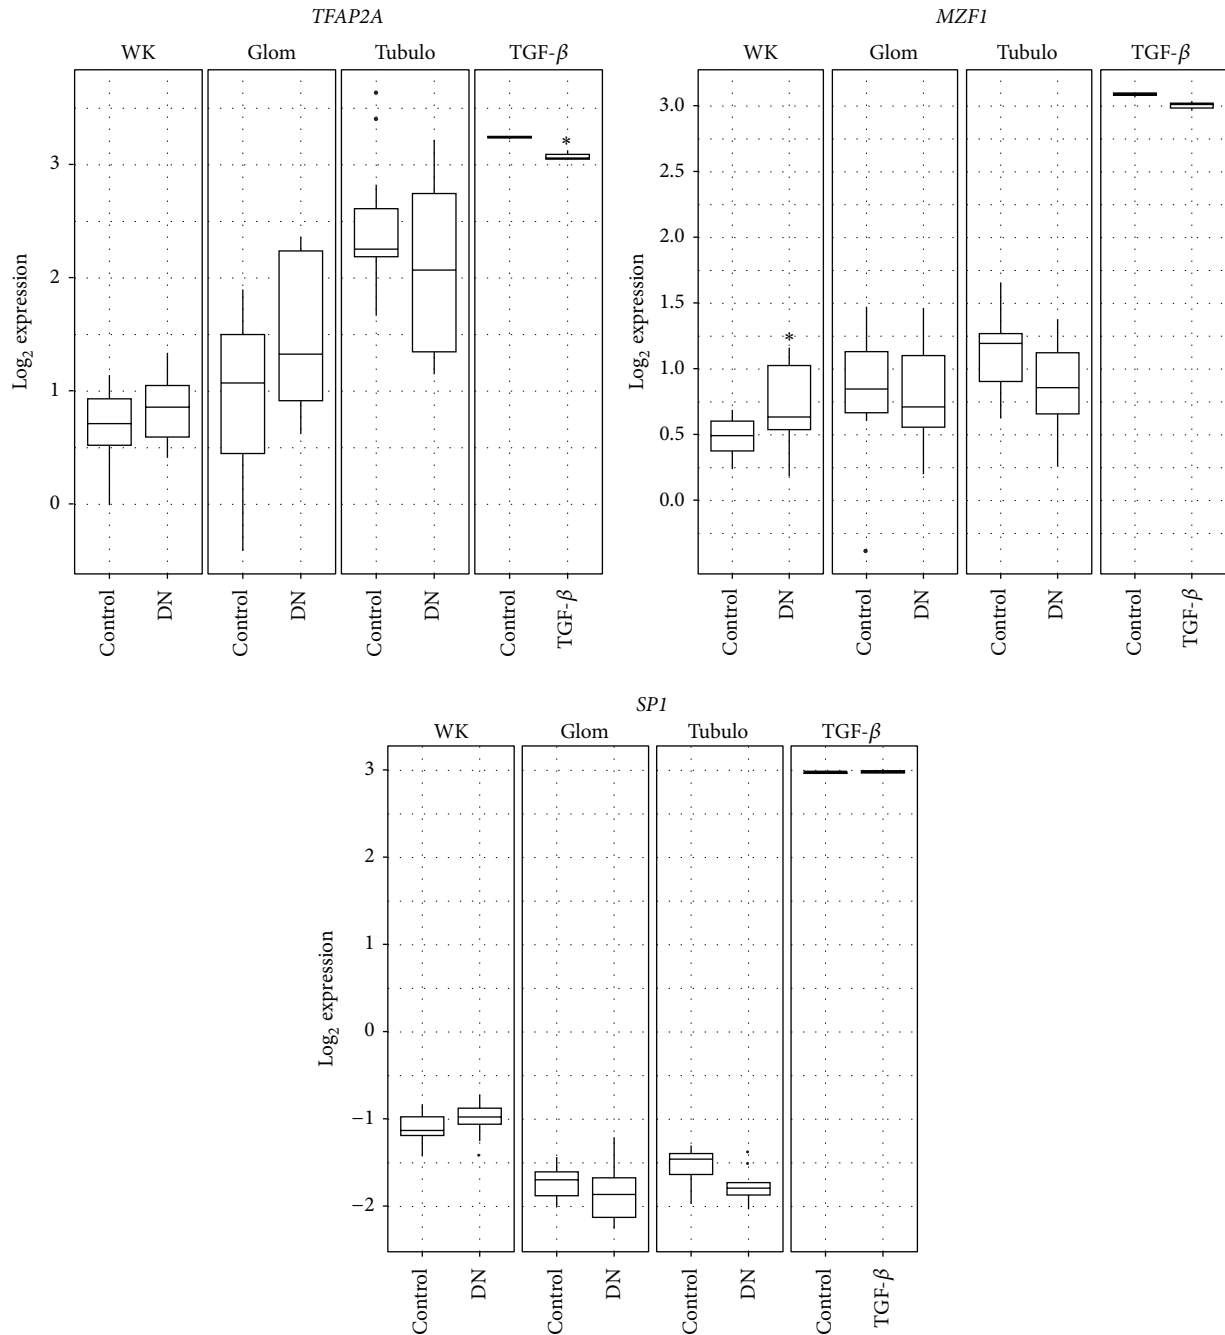 TFAP2A
WK Glom Tubulo TGF-β
Log₂ expression
3
2
1
0
Control DN Control DN Control DN Control TGF-β
*
MZF1
WK Glom Tubulo TGF-β
Log₂ expression
3.0
2.5
2.0
1.5
1.0
0.5
0.0
*
Control DN Control DN Control DN Control TGF-β
SP1
WK Glom Tubulo TGF-β
Log₂ expression
3
2
1
0
−1
−2
Control DN Control DN Control DN Control TGF-β